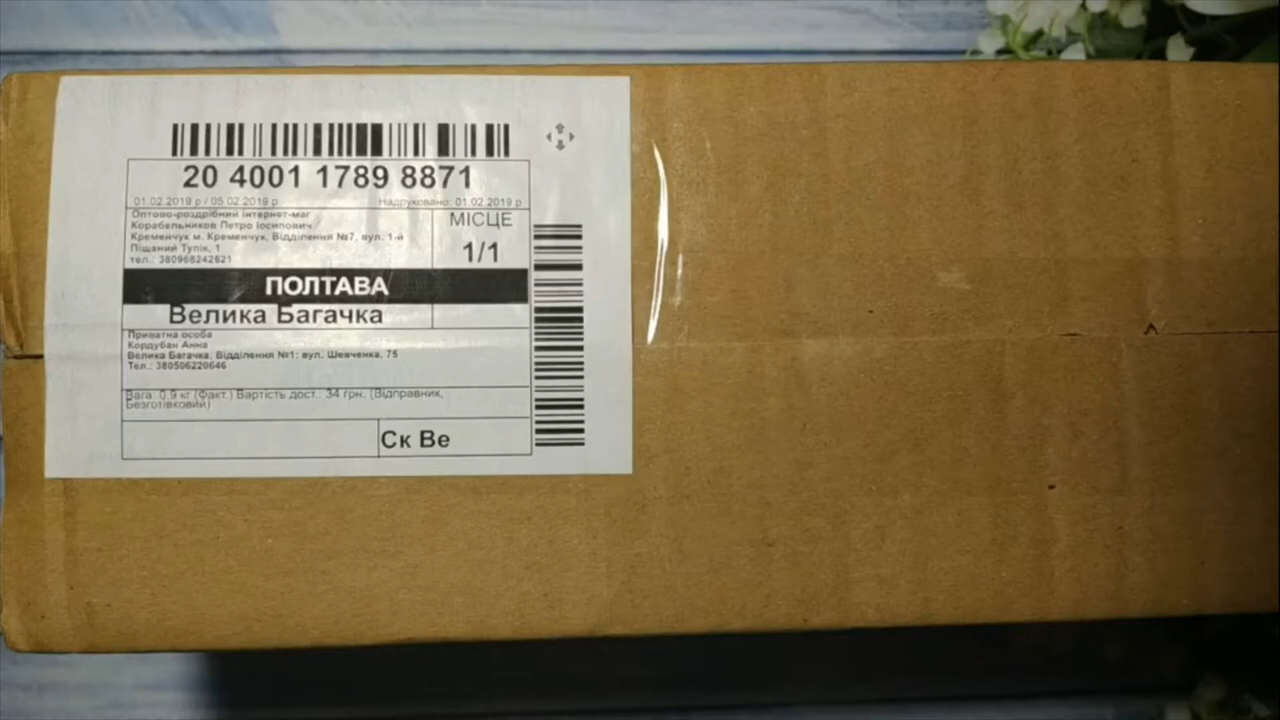 20 4001 1789 8871
01.02.2019 р / 05.02.2019 р
Надруковано: 01.02.2019 р
Оптово-роздрібний інтернет-маг
Корабельников Петро Іосипович
Кременчук м. Кременчук, Відділення №7, вул. 1-й
Піщаний Тупік, 1
тел.: 380968242621
МІСЦЕ
1/1
ПОЛТАВА
Велика Багачка
Приватна особа
Кордубан Анна
Велика Багачка, Відділення №1: вул. Шевченка, 75
Тел.: 380506220646
Вага: 0,9 кг (Факт.) Вартість дост.: 34 грн. (Відправник,
Безготівковий)
Ск Ве